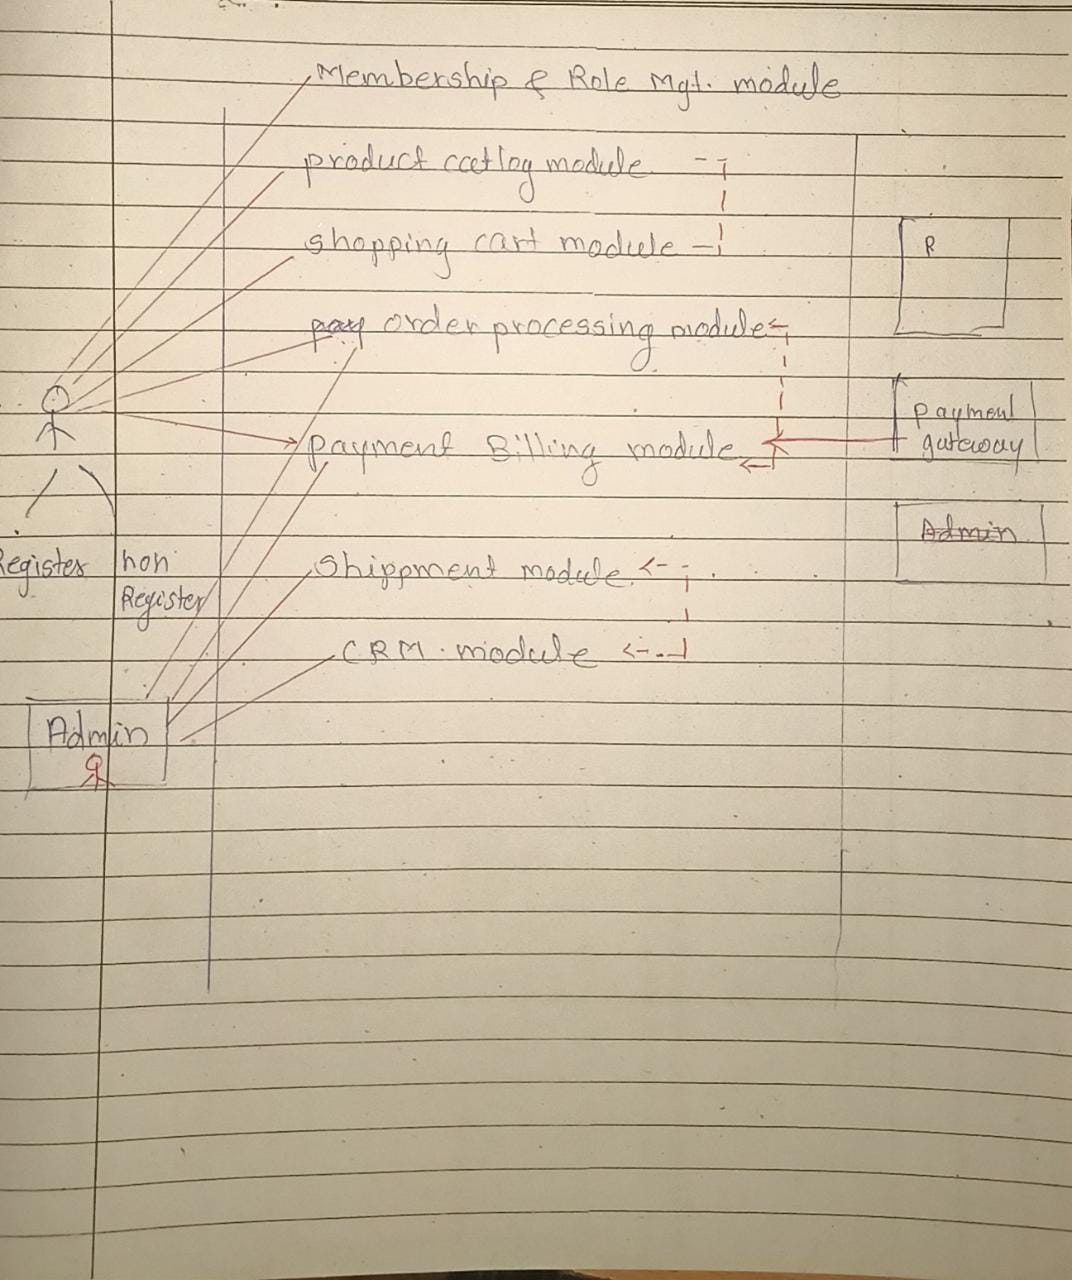 Membership & Role Mgt. module
product catlog module
shopping cart module
R
pay order processing module
payment
gateway
payment Billing module
Admin
Register non
Register
Shippment module
CRM. module
Admin